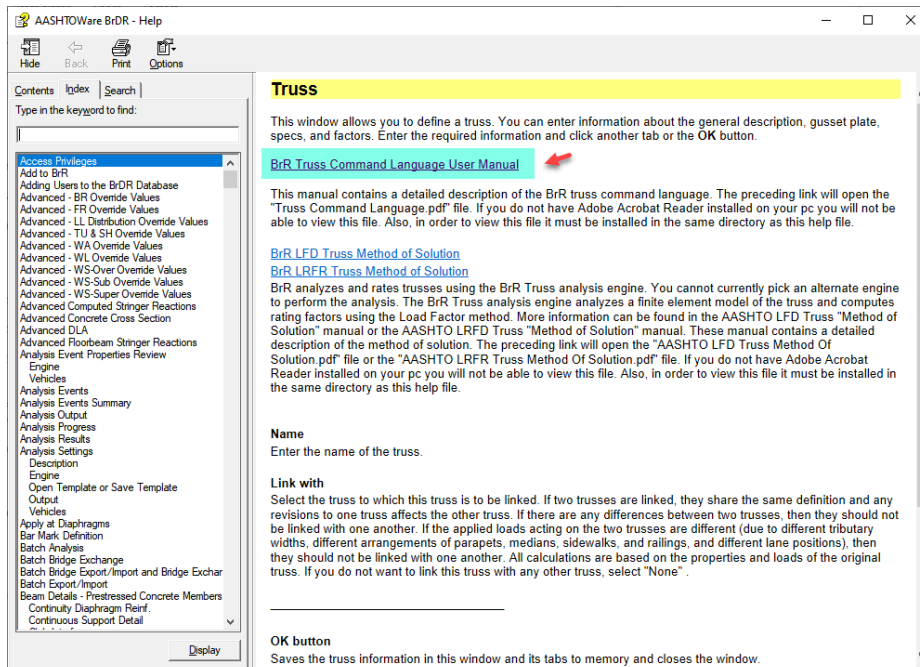 AASHTOWare BrDR - Help
Hide Back Print Options
Contents Index Search
Type in the keyword to find:
Access Privileges
Add to BrR
Adding Users to the BrDR Database
Advanced - BR Override Values
Advanced - FR Override Values
Advanced - LL Distribution Override Values
Advanced - TU & SH Override Values
Advanced - WA Override Values
Advanced - WL Override Values
Advanced - WS-Over Override Values
Advanced - WS-Sub Override Values
Advanced - WS-Super Override Values
Advanced Computed Stringer Reactions
Advanced Concrete Cross Section
Advanced DLA
Advanced Floorbeam Stringer Reactions
Analysis Event Properties Review
Engine
Vehicles
Analysis Events
Analysis Events Summary
Analysis Output
Analysis Progress
Analysis Results
Analysis Settings
Description
Engine
Open Template or Save Template
Output
Vehicles
Apply at Diaphragms
Bar Mark Definition
Batch Analysis
Batch Bridge Exchange
Batch Bridge Export/Import and Bridge Exchar
Batch Export/Import
Beam Details - Prestressed Concrete Members
Continuity Diaphragm Reinf.
Continuous Support Detail
Display
Truss
This window allows you to define a truss. You can enter information about the general description, gusset plate,
specs, and factors. Enter the required information and click another tab or the OK button.
BrR Truss Command Language User Manual
This manual contains a detailed description of the BrR truss command language. The preceding link will open the
"Truss Command Language.pdf" file. If you do not have Adobe Acrobat Reader installed on your pc you will not be
able to view this file. Also, in order to view this file it must be installed in the same directory as this help file.
BrR LFD Truss Method of Solution
BrR LRFR Truss Method of Solution
BrR analyzes and rates trusses using the BrR Truss analysis engine. You cannot currently pick an alternate engine
to perform the analysis. The BrR Truss analysis engine analyzes a finite element model of the truss and computes
rating factors using the Load Factor method. More information can be found in the AASHTO LFD Truss "Method of
Solution" manual or the AASHTO LRFD Truss "Method of Solution" manual. These manual contains a detailed
description of the method of solution. The preceding link will open the "AASHTO LFD Truss Method Of
Solution.pdf" file or the "AASHTO LRFR Truss Method Of Solution.pdf" file. If you do not have Adobe Acrobat
Reader installed on your pc you will not be able to view this file. Also, in order to view this file it must be installed in
the same directory as this help file.
Name
Enter the name of the truss.
Link with
Select the truss to which this truss is to be linked. If two trusses are linked, they share the same definition and any
revisions to one truss affects the other truss. If there are any differences between two trusses, then they should not
be linked with one another. If the applied loads acting on the two trusses are different (due to different tributary
widths, different arrangements of parapets, medians, sidewalks, and railings, and different lane positions), then
they should not be linked with one another. All calculations are based on the properties and loads of the original
truss. If you do not want to link this truss with any other truss, select "None" .
OK button
Saves the truss information in this window and its tabs to memory and closes the window.